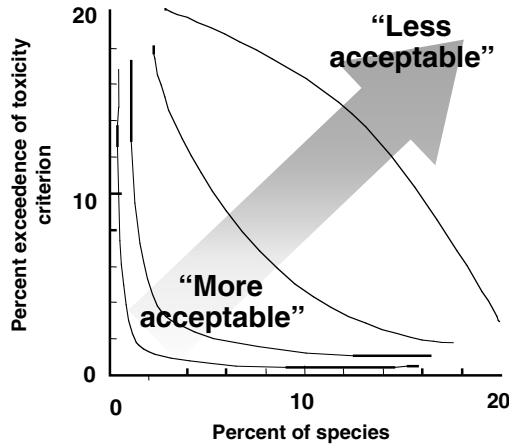 20
10
0
Percent exceedence of toxicity
criterion
“Less
acceptable”
“More
acceptable”
0
10
20
Percent of species